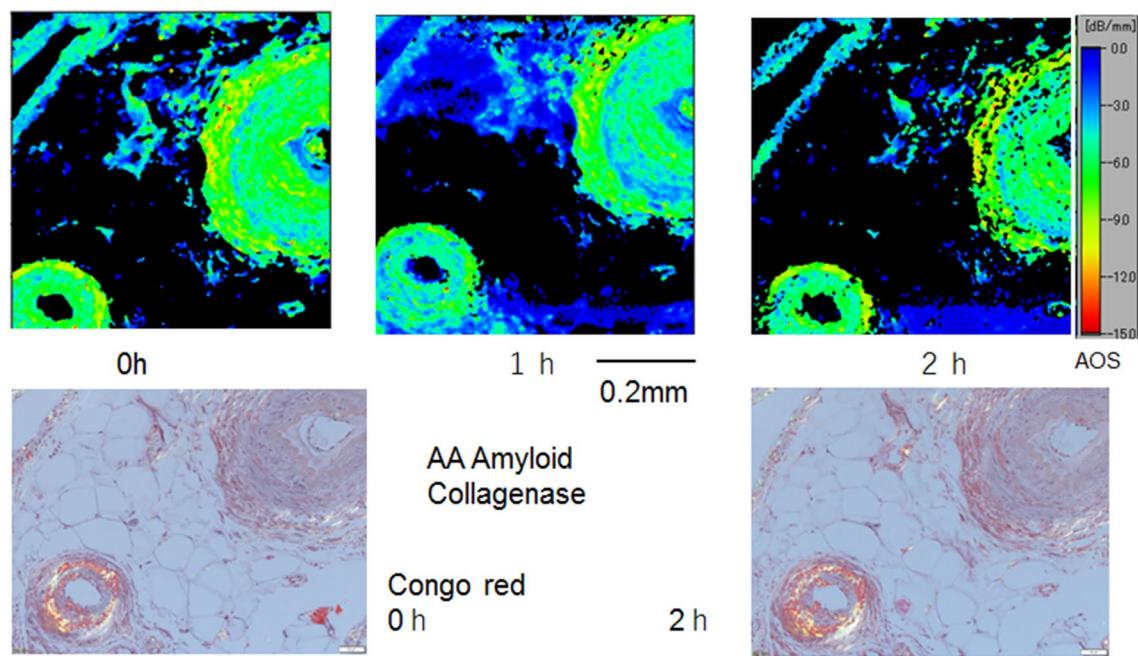 [dB/mm]
0.0
-3.0
-6.0
-9.0
-12.0
-15.0
0h
1 h
2 h
AOS
0.2mm
AA Amyloid
Collagenase
Congo red
0 h
2 h